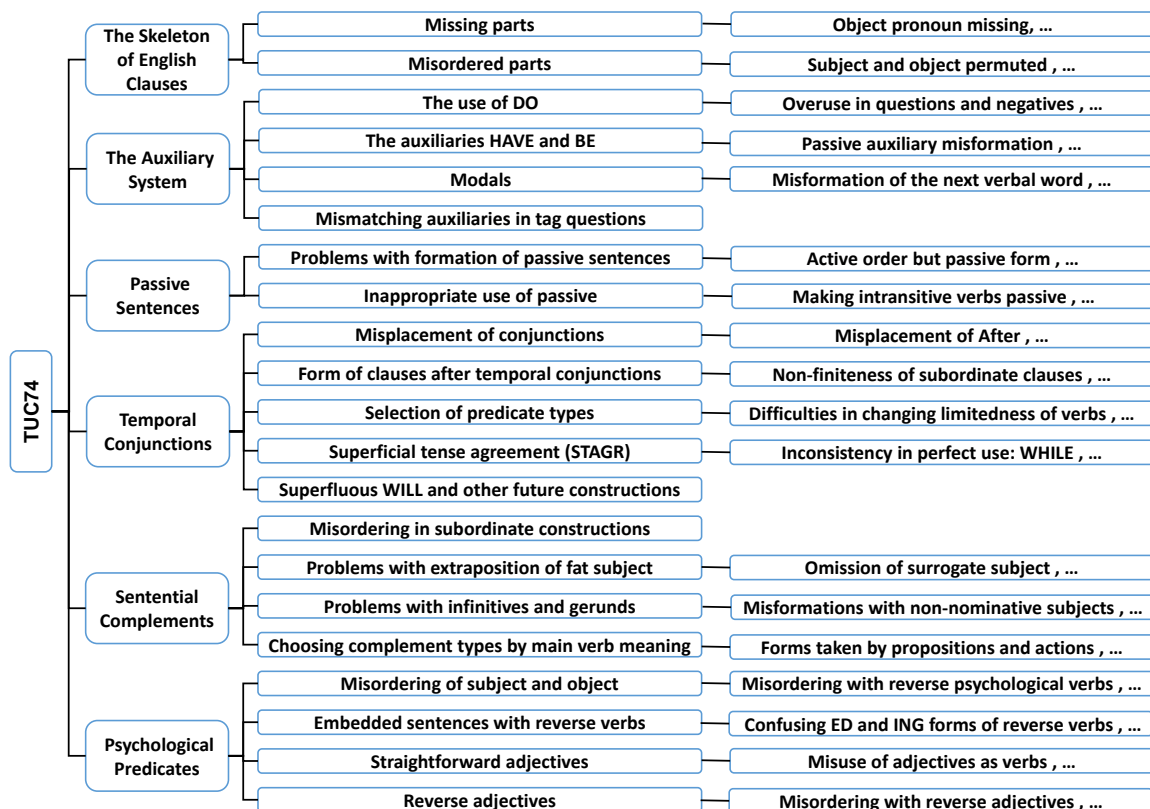 TUC74
The Skeleton
of English
Clauses
Missing parts
Object pronoun missing, …
Misordered parts
Subject and object permuted , …
The Auxiliary
System
The use of DO
Overuse in questions and negatives , …
The auxiliaries HAVE and BE
Passive auxiliary misformation , …
Modals
Misformation of the next verbal word , …
Mismatching auxiliaries in tag questions
Passive
Sentences
Problems with formation of passive sentences
Active order but passive form , …
Inappropriate use of passive
Making intransitive verbs passive , …
Temporal
Conjunctions
Misplacement of conjunctions
Misplacement of After , …
Form of clauses after temporal conjunctions
Non-finiteness of subordinate clauses , …
Selection of predicate types
Difficulties in changing limitedness of verbs , …
Superficial tense agreement (STAGR)
Inconsistency in perfect use: WHILE , …
Superfluous WILL and other future constructions
Sentential
Complements
Misordering in subordinate constructions
Problems with extraposition of fat subject
Omission of surrogate subject , …
Problems with infinitives and gerunds
Misformations with non-nominative subjects , …
Choosing complement types by main verb meaning
Forms taken by propositions and actions , …
Psychological
Predicates
Misordering of subject and object
Misordering with reverse psychological verbs , …
Embedded sentences with reverse verbs
Confusing ED and ING forms of reverse verbs , …
Straightforward adjectives
Misuse of adjectives as verbs , …
Reverse adjectives
Misordering with reverse adjectives , …